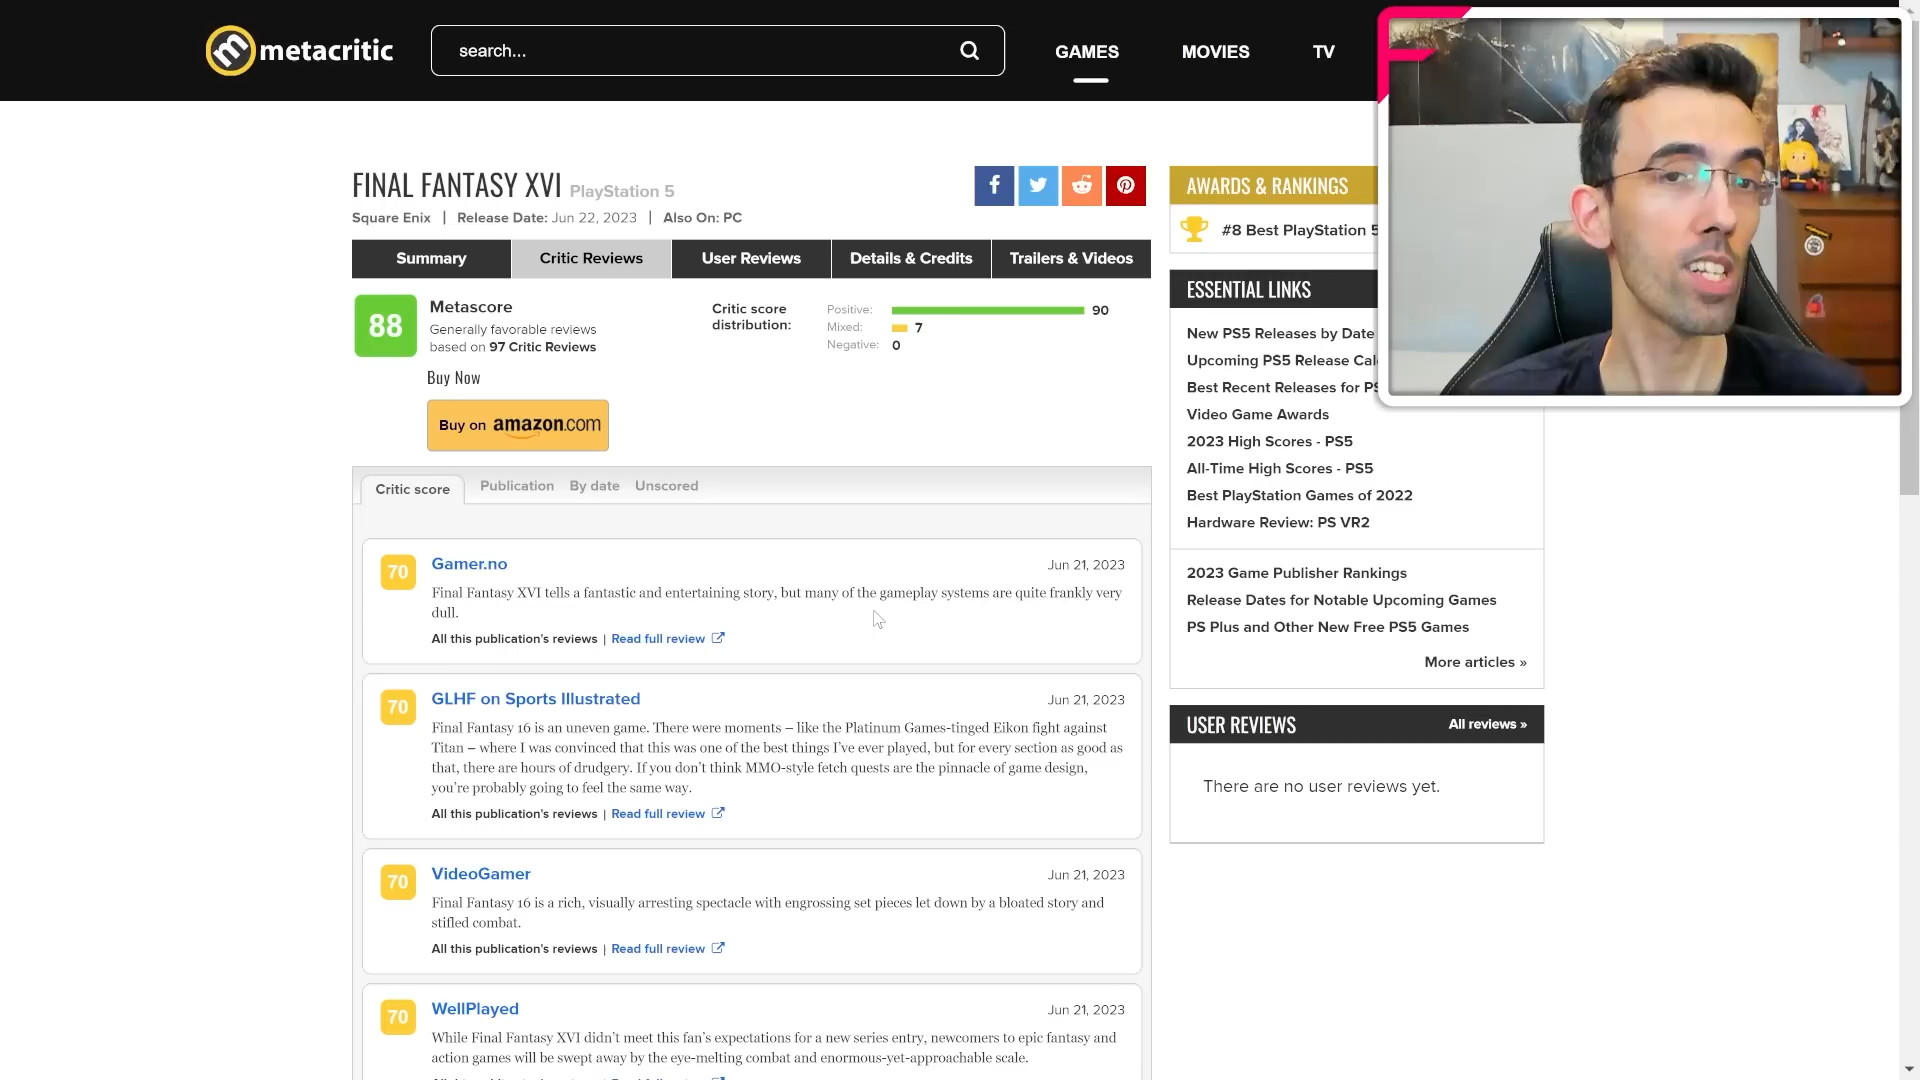 metacritic
search...
GAMES
MOVIES
TV
FINAL FANTASY XVI PlayStation 5
Square Enix | Release Date: Jun 22, 2023 | Also On: PC
Summary
Critic Reviews
User Reviews
Details & Credits
Trailers & Videos
88
Metascore
Generally favorable reviews
based on 97 Critic Reviews
Critic score
distribution:
Positive: 90
Mixed: 7
Negative: 0
Buy Now
Buy on amazon.com
Critic score
Publication
By date
Unscored
70
Gamer.no
Jun 21, 2023
Final Fantasy XVI tells a fantastic and entertaining story, but many of the gameplay systems are quite frankly very
dull.
All this publication's reviews | Read full review
70
GLHF on Sports Illustrated
Jun 21, 2023
Final Fantasy 16 is an uneven game. There were moments – like the Platinum Games-tinged Eikon fight against
Titan – where I was convinced that this was one of the best things I've ever played, but for every section as good as
that, there are hours of drudgery. If you don't think MMO-style fetch quests are the pinnacle of game design,
you're probably going to feel the same way.
All this publication's reviews | Read full review
70
VideoGamer
Jun 21, 2023
Final Fantasy 16 is a rich, visually arresting spectacle with engrossing set pieces let down by a bloated story and
stifled combat.
All this publication's reviews | Read full review
70
WellPlayed
Jun 21, 2023
While Final Fantasy XVI didn't meet this fan's expectations for a new series entry, newcomers to epic fantasy and
action games will be swept away by the eye-melting combat and enormous-yet-approachable scale.
AWARDS & RANKINGS
#8 Best PlayStation 5
ESSENTIAL LINKS
New PS5 Releases by Date
Upcoming PS5 Release Cal
Best Recent Releases for PS
Video Game Awards
2023 High Scores - PS5
All-Time High Scores - PS5
Best PlayStation Games of 2022
Hardware Review: PS VR2
2023 Game Publisher Rankings
Release Dates for Notable Upcoming Games
PS Plus and Other New Free PS5 Games
More articles »
USER REVIEWS
All reviews »
There are no user reviews yet.